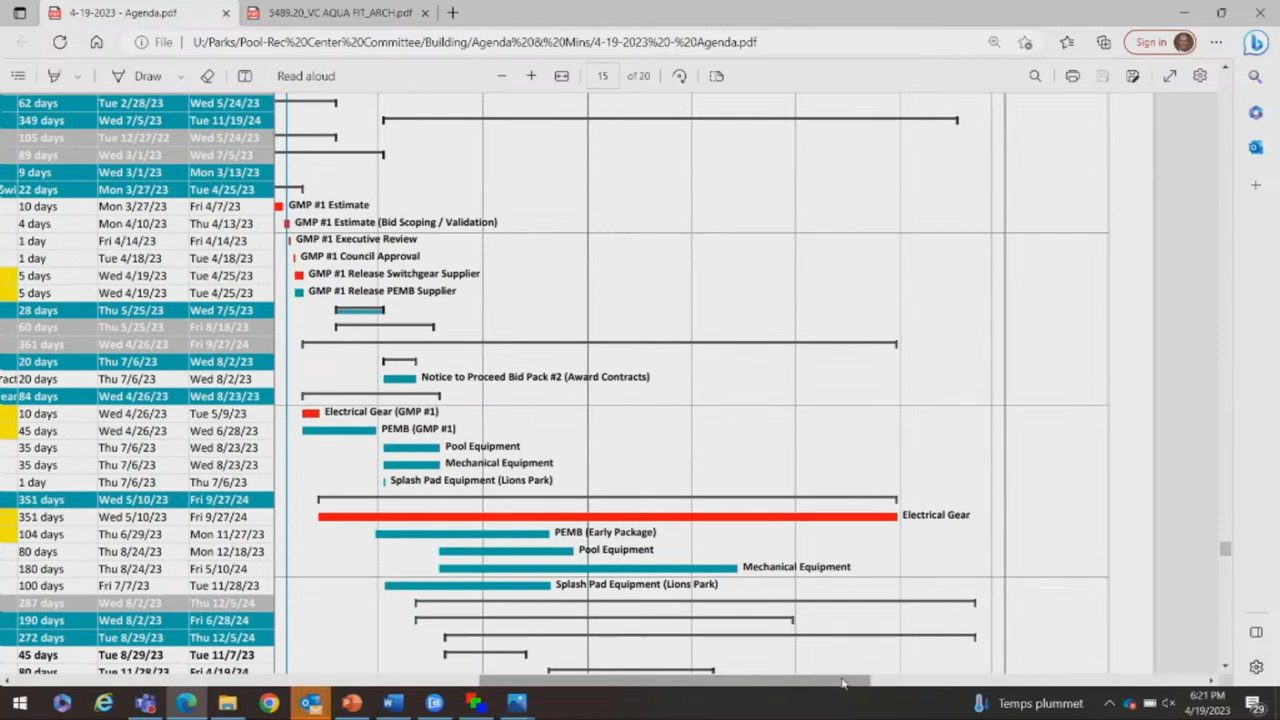 4-19-2023 - Agenda.pdf
5489.20_VC AQUA FIT_ARCH.pdf
File U:/Parks/Pool-Rec%20Center%20Committee/Building/Agenda%20&%20Mins/4-19-2023%20-%20Agenda.pdf
Sign in
Draw Read aloud 15 of 20
62 days Tue 2/28/23 Wed 5/24/23
349 days Wed 7/5/23 Tue 11/19/24
105 days Tue 12/27/22 Wed 5/24/23
89 days Wed 3/1/23 Wed 7/5/23
9 days Wed 3/1/23 Mon 3/13/23
Swi 22 days Mon 3/27/23 Tue 4/25/23
10 days Mon 3/27/23 Fri 4/7/23 GMP #1 Estimate
4 days Mon 4/10/23 Thu 4/13/23 GMP #1 Estimate (Bid Scoping / Validation)
1 day Fri 4/14/23 Fri 4/14/23 GMP #1 Executive Review
1 day Tue 4/18/23 Tue 4/18/23 GMP #1 Council Approval
5 days Wed 4/19/23 Tue 4/25/23 GMP #1 Release Switchgear Supplier
5 days Wed 4/19/23 Tue 4/25/23 GMP #1 Release PEMB Supplier
28 days Thu 5/25/23 Wed 7/5/23
60 days Thu 5/25/23 Fri 8/18/23
361 days Wed 4/26/23 Fri 9/27/24
20 days Thu 7/6/23 Wed 8/2/23
ract 20 days Thu 7/6/23 Wed 8/2/23 Notice to Proceed Bid Pack #2 (Award Contracts)
ear 84 days Wed 4/26/23 Wed 8/23/23
10 days Wed 4/26/23 Tue 5/9/23 Electrical Gear (GMP #1)
45 days Wed 4/26/23 Wed 6/28/23 PEMB (GMP #1)
35 days Thu 7/6/23 Wed 8/23/23 Pool Equipment
35 days Thu 7/6/23 Wed 8/23/23 Mechanical Equipment
1 day Thu 7/6/23 Thu 7/6/23 Splash Pad Equipment (Lions Park)
351 days Wed 5/10/23 Fri 9/27/24
351 days Wed 5/10/23 Fri 9/27/24 Electrical Gear
104 days Thu 6/29/23 Mon 11/27/23 PEMB (Early Package)
80 days Thu 8/24/23 Mon 12/18/23 Pool Equipment
180 days Thu 8/24/23 Fri 5/10/24 Mechanical Equipment
100 days Fri 7/7/23 Tue 11/28/23 Splash Pad Equipment (Lions Park)
287 days Wed 8/2/23 Thu 12/5/24
190 days Wed 8/2/23 Fri 6/28/24
272 days Tue 8/29/23 Thu 12/5/24
45 days Tue 8/29/23 Tue 11/7/23
80 days Tue 11/28/23 Fri 4/19/24
Temps plummet
6:21 PM
4/19/2023
29